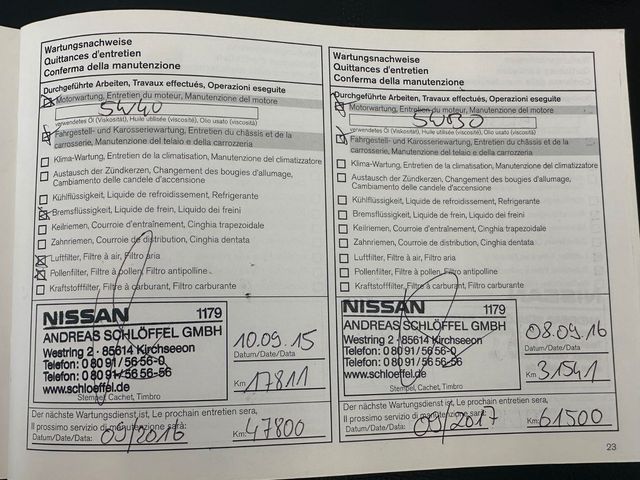 Wartungsnachweise
Quittances d'entretien
Conferma della manutenzione
Durchgeführte Arbeiten, Travaux effectués, Operazioni eseguite
Motorwartung, Entretien du moteur, Manutenzione del motore
5W40
verwendetes Öl (Viskosität), Huile utilisée (viscosité), Olio usato (viscosità)
Fahrgestell- und Karosseriewartung, Entretien du châssis et de la
carrosserie, Manutenzione del telaio e della carrozzeria
Klima-Wartung, Entretien de la climatisation, Manutenzione del climatizzatore
Austausch der Zündkerzen, Changement des bougies d'allumage,
Cambiamento delle candele d'accensione
Kühlflüssigkeit, Liquide de refroidissement, Refrigerante
Bremsflüssigkeit, Liquide de frein, Liquido dei freini
Keilriemen, Courroie d'entraînement, Cinghia trapezoidale
Zahnriemen, Courroie de distribution, Cinghia dentata
Luftfilter, Filtre à air, Filtro aria
Pollenfilter, Filtre à pollen, Filtro antipolline
Kraftstofffilter, Filtre à carburant, Filtro carburante
NISSAN 1179
ANDREAS SCHLÖFFEL GMBH
Westring 2 · 85614 Kirchseeon
Telefon: 0 80 91 / 56 56-0
Telefax: 0 80 91 / 56 56-56
www.schloeffel.de
Stempel, Cachet, Timbro
10.09.15
Datum/Date/Data
Km 17811
Der nächste Wartungsdienst ist, Le prochain entretien sera,
Il prossimo servizio di manutenzione sarà:
Datum/Date/Data: 09/2016 Km: 47800
Wartungsnachweise
Quittances d'entretien
Conferma della manutenzione
Durchgeführte Arbeiten, Travaux effectués, Operazioni eseguite
Motorwartung, Entretien du moteur, Manutenzione del motore
5W30
verwendetes Öl (Viskosität), Huile utilisée (viscosité), Olio usato (viscosità)
Fahrgestell- und Karosseriewartung, Entretien du châssis et de la
carrosserie, Manutenzione del telaio e della carrozzeria
Klima-Wartung, Entretien de la climatisation, Manutenzione del climatizzatore
Austausch der Zündkerzen, Changement des bougies d'allumage,
Cambiamento delle candele d'accensione
Kühlflüssigkeit, Liquide de refroidissement, Refrigerante
Bremsflüssigkeit, Liquide de frein, Liquido dei freini
Keilriemen, Courroie d'entraînement, Cinghia trapezoidale
Zahnriemen, Courroie de distribution, Cinghia dentata
Luftfilter, Filtre à air, Filtro aria
Pollenfilter, Filtre à pollen, Filtro antipolline
Kraftstofffilter, Filtre à carburant, Filtro carburante
NISSAN 1179
ANDREAS SCHLÖFFEL GMBH
Westring 2 · 85614 Kirchseeon
Telefon: 0 80 91 / 56 56-0
Telefax: 0 80 91 / 56 56-56
www.schloeffel.de
Stempel, Cachet, Timbro
08.09.16
Datum/Date/Data
Km 31541
Der nächste Wartungsdienst ist, Le prochain entretien sera,
Il prossimo servizio di manutenzione sarà:
Datum/Date/Data: 09/2017 Km: 61500
23